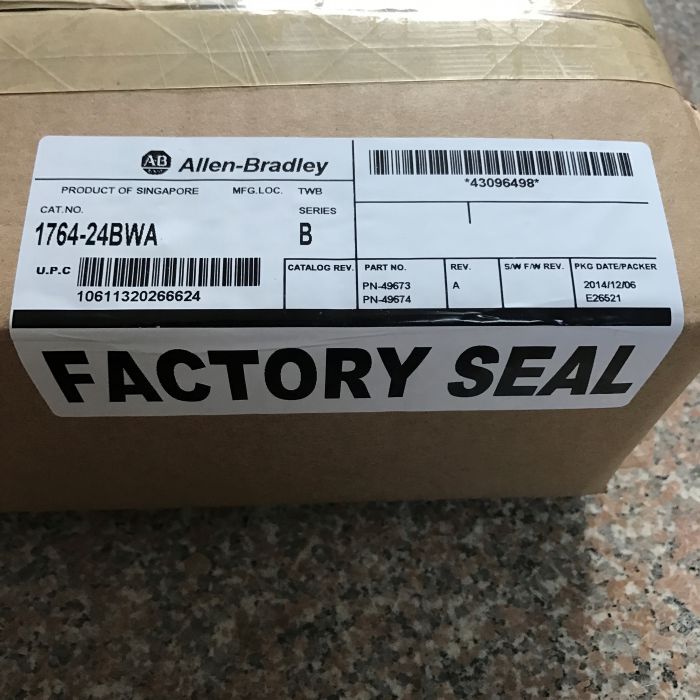 AB Allen-Bradley
PRODUCT OF SINGAPORE MFG.LOC. TWB
CAT.NO. SERIES
1764-24BWA B
U.P.C
10611320266624
*43096498*
CATALOG REV. PART NO. REV. S/W F/W REV. PKG DATE/PACKER
PN-49673 A 2014/12/06
PN-49674 E26521
FACTORY SEAL